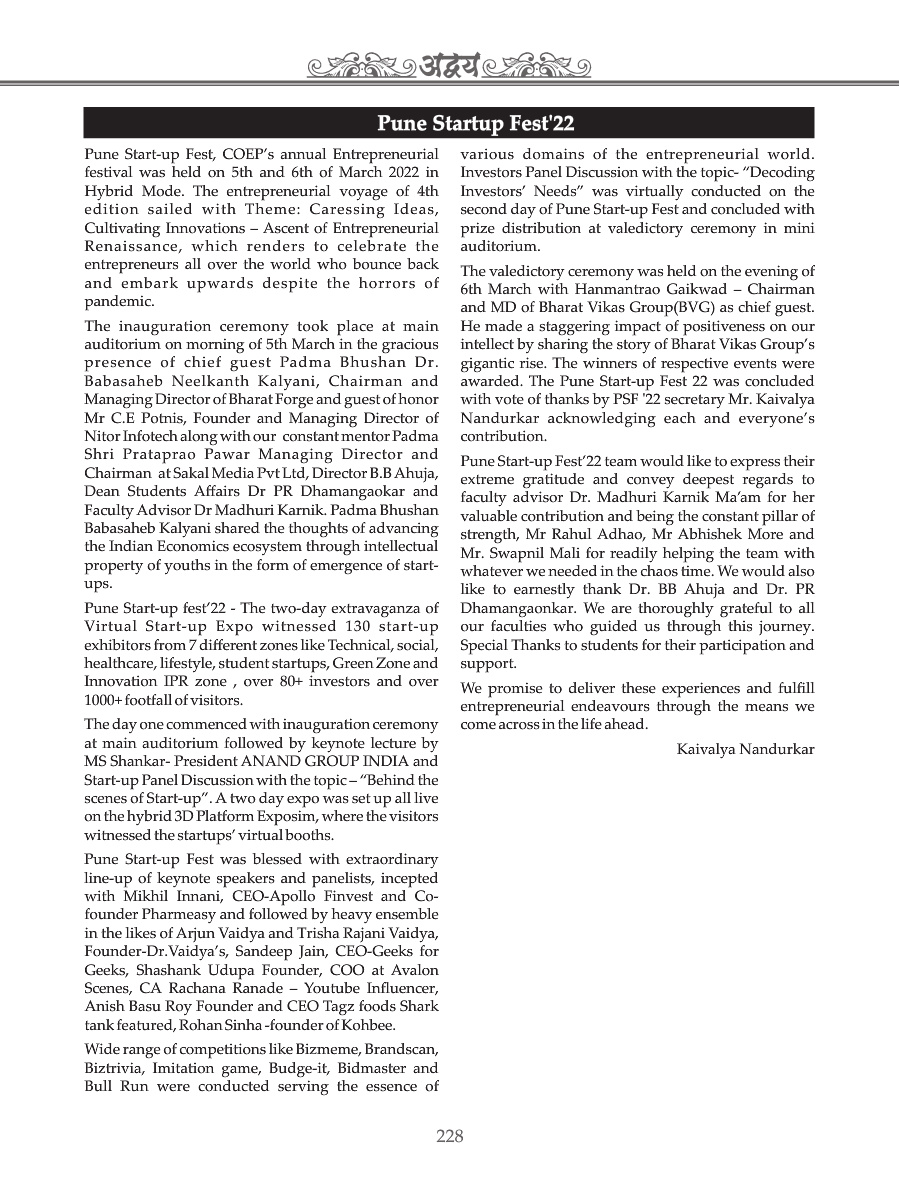 अद्वय
Pune Startup Fest'22
Pune Start-up Fest, COEP’s annual Entrepreneurial
festival was held on 5th and 6th of March 2022 in
Hybrid Mode. The entrepreneurial voyage of 4th
edition sailed with Theme: Caressing Ideas,
Cultivating Innovations – Ascent of Entrepreneurial
Renaissance, which renders to celebrate the
entrepreneurs all over the world who bounce back
and embark upwards despite the horrors of
pandemic.
The inauguration ceremony took place at main
auditorium on morning of 5th March in the gracious
presence of chief guest Padma Bhushan Dr.
Babasaheb Neelkanth Kalyani, Chairman and
Managing Director of Bharat Forge and guest of honor
Mr C.E Potnis, Founder and Managing Director of
Nitor Infotech along with our constant mentor Padma
Shri Prataprao Pawar Managing Director and
Chairman at Sakal Media Pvt Ltd, Director B.B Ahuja,
Dean Students Affairs Dr PR Dhamangaokar and
Faculty Advisor Dr Madhuri Karnik. Padma Bhushan
Babasaheb Kalyani shared the thoughts of advancing
the Indian Economics ecosystem through intellectual
property of youths in the form of emergence of start-
ups.
Pune Start-up fest’22 - The two-day extravaganza of
Virtual Start-up Expo witnessed 130 start-up
exhibitors from 7 different zones like Technical, social,
healthcare, lifestyle, student startups, Green Zone and
Innovation IPR zone , over 80+ investors and over
1000+ footfall of visitors.
The day one commenced with inauguration ceremony
at main auditorium followed by keynote lecture by
MS Shankar- President ANAND GROUP INDIA and
Start-up Panel Discussion with the topic – “Behind the
scenes of Start-up”. A two day expo was set up all live
on the hybrid 3D Platform Exposim, where the visitors
witnessed the startups’ virtual booths.
Pune Start-up Fest was blessed with extraordinary
line-up of keynote speakers and panelists, incepted
with Mikhil Innani, CEO-Apollo Finvest and Co-
founder Pharmeasy and followed by heavy ensemble
in the likes of Arjun Vaidya and Trisha Rajani Vaidya,
Founder-Dr.Vaidya’s, Sandeep Jain, CEO-Geeks for
Geeks, Shashank Udupa Founder, COO at Avalon
Scenes, CA Rachana Ranade – Youtube Influencer,
Anish Basu Roy Founder and CEO Tagz foods Shark
tank featured, Rohan Sinha -founder of Kohbee.
Wide range of competitions like Bizmeme, Brandscan,
Biztrivia, Imitation game, Budge-it, Bidmaster and
Bull Run were conducted serving the essence of
various domains of the entrepreneurial world.
Investors Panel Discussion with the topic- “Decoding
Investors’ Needs” was virtually conducted on the
second day of Pune Start-up Fest and concluded with
prize distribution at valedictory ceremony in mini
auditorium.
The valedictory ceremony was held on the evening of
6th March with Hanmantrao Gaikwad – Chairman
and MD of Bharat Vikas Group(BVG) as chief guest.
He made a staggering impact of positiveness on our
intellect by sharing the story of Bharat Vikas Group’s
gigantic rise. The winners of respective events were
awarded. The Pune Start-up Fest 22 was concluded
with vote of thanks by PSF '22 secretary Mr. Kaivalya
Nandurkar acknowledging each and everyone’s
contribution.
Pune Start-up Fest’22 team would like to express their
extreme gratitude and convey deepest regards to
faculty advisor Dr. Madhuri Karnik Ma’am for her
valuable contribution and being the constant pillar of
strength, Mr Rahul Adhao, Mr Abhishek More and
Mr. Swapnil Mali for readily helping the team with
whatever we needed in the chaos time. We would also
like to earnestly thank Dr. BB Ahuja and Dr. PR
Dhamangaonkar. We are thoroughly grateful to all
our faculties who guided us through this journey.
Special Thanks to students for their participation and
support.
We promise to deliver these experiences and fulfill
entrepreneurial endeavours through the means we
come across in the life ahead.
Kaivalya Nandurkar
228